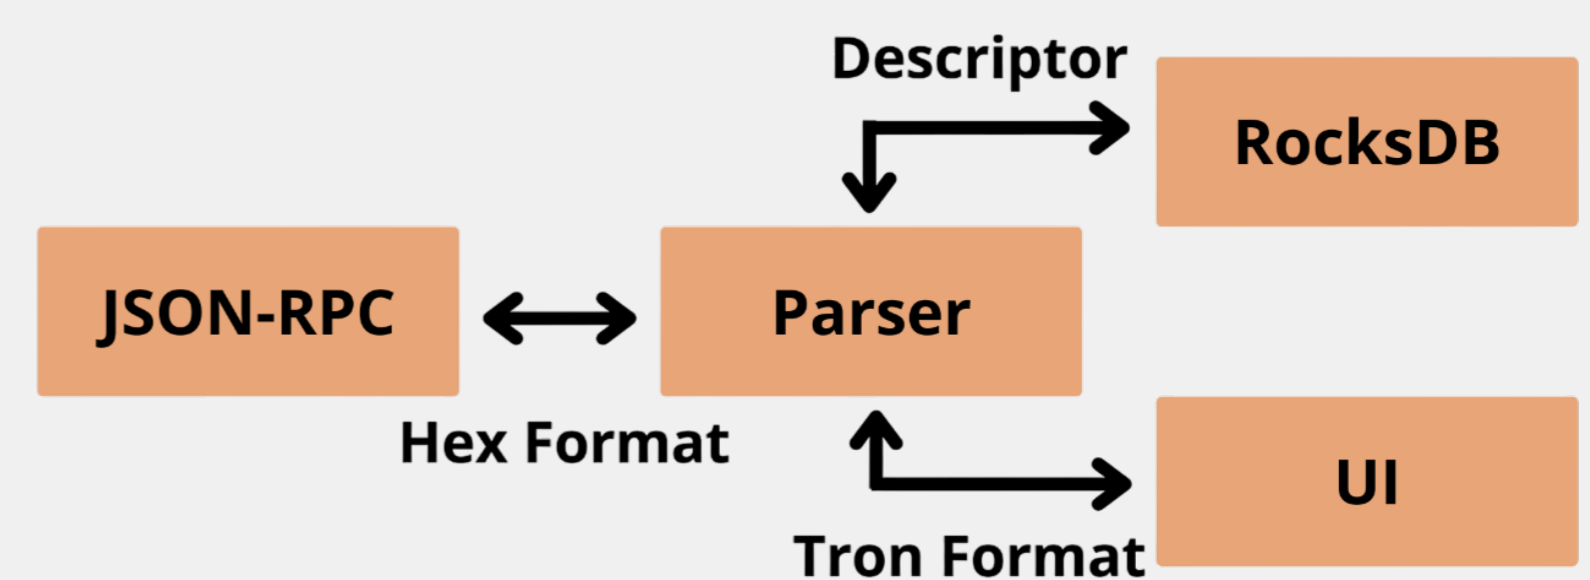 Descriptor
RocksDB
JSON-RPC
Parser
Hex Format
UI
Tron Format